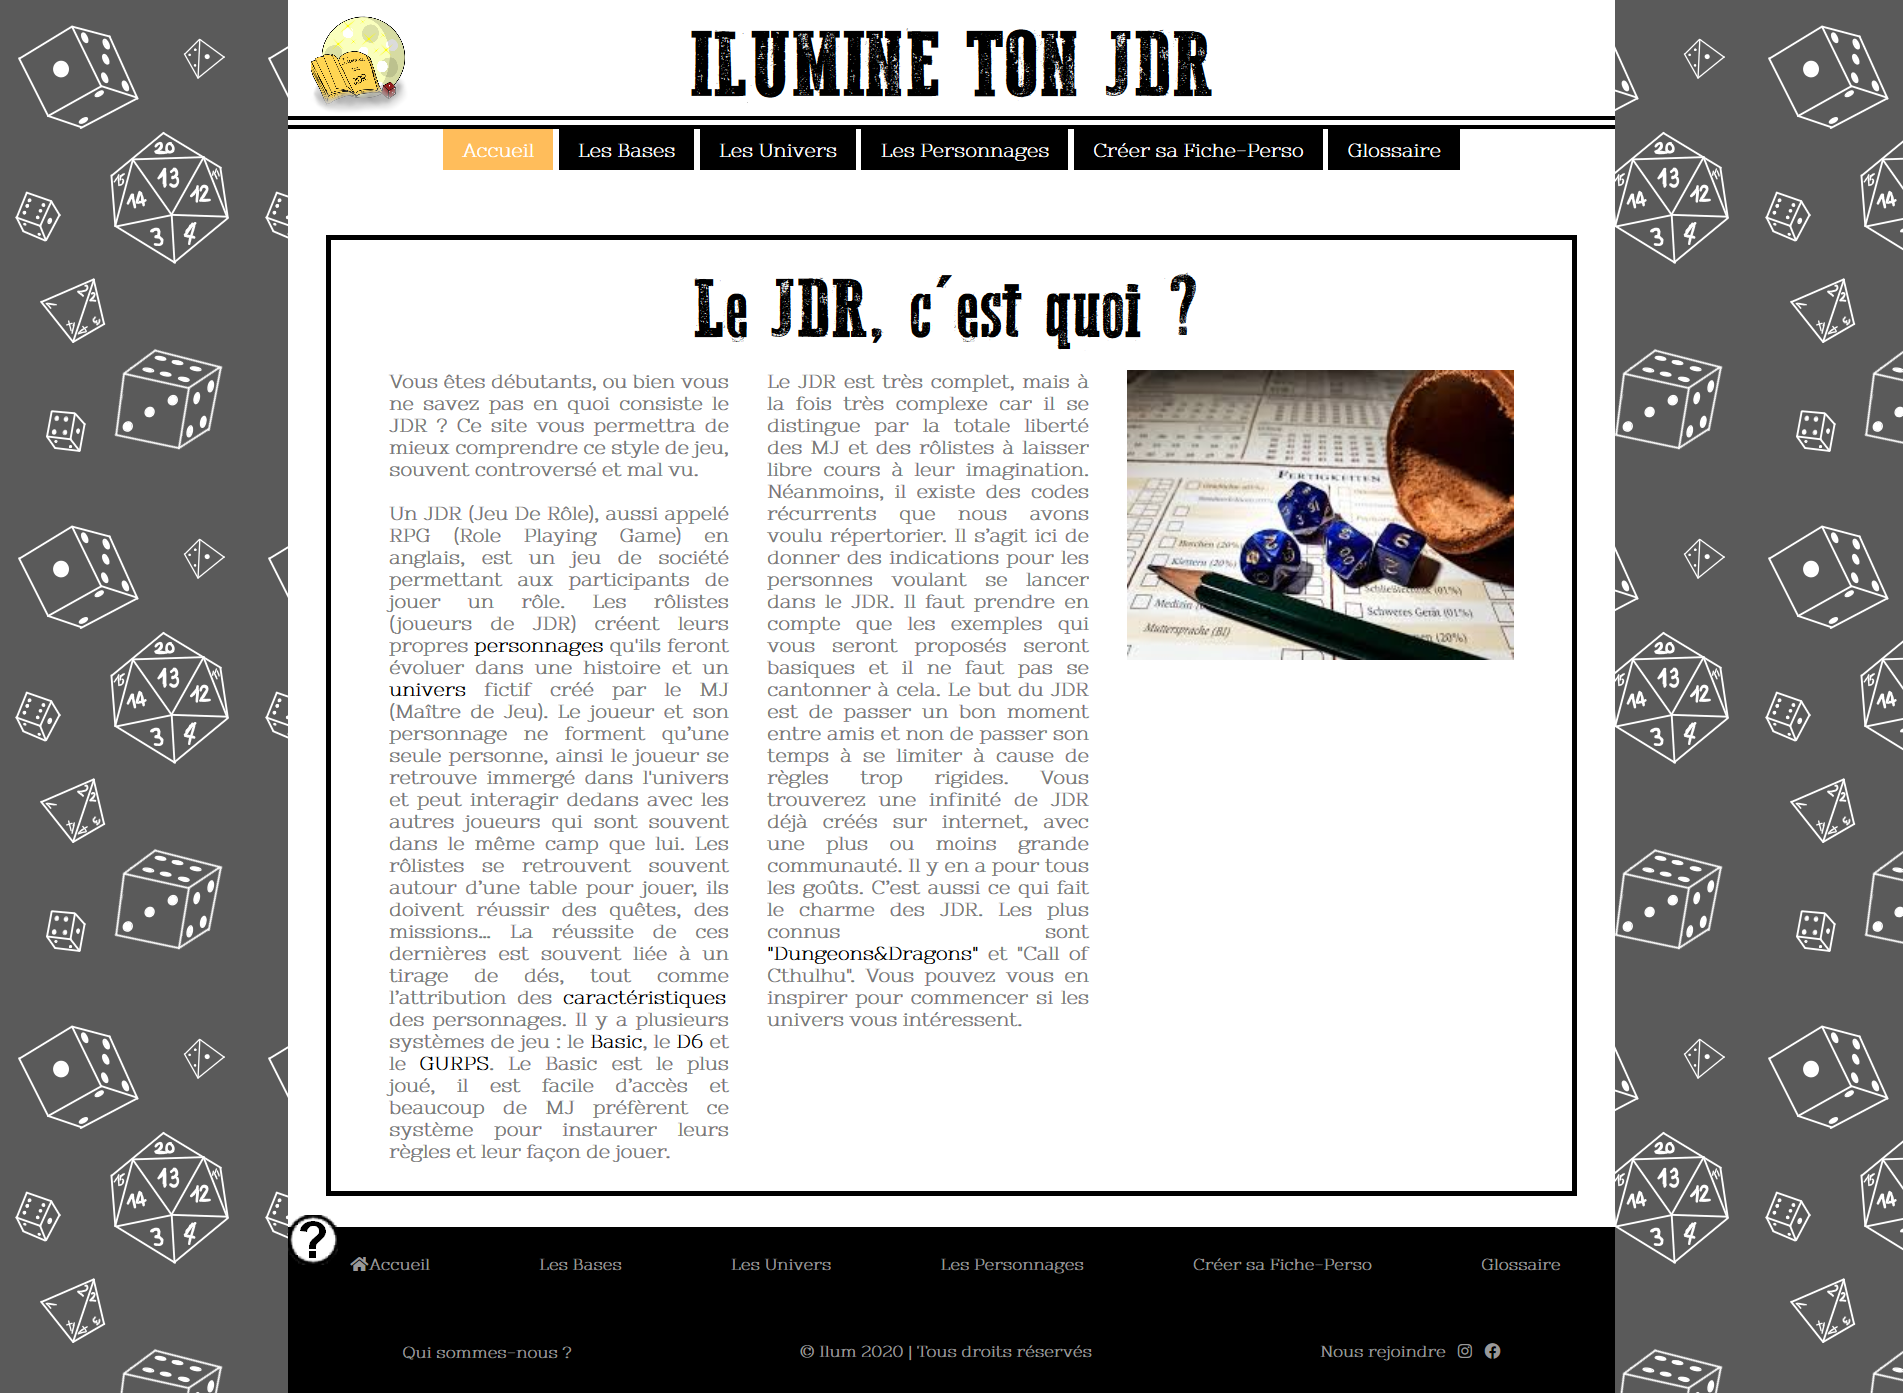 ILUMINE TON JDR
Accueil
Les Bases
Les Univers
Les Personnages
Créer sa Fiche-Perso
Glossaire
Le JDR, c'est quoi ?
Vous êtes débutants, ou bien vous
ne savez pas en quoi consiste le
JDR ? Ce site vous permettra de
mieux comprendre ce style de jeu,
souvent controversé et mal vu.
Un JDR (Jeu De Rôle), aussi appelé
RPG (Role Playing Game) en
anglais, est un jeu de société
permettant aux participants de
jouer un rôle. Les rôlistes
(joueurs de JDR) créent leurs
propres personnages qu'ils feront
évoluer dans une histoire et un
univers fictif créé par le MJ
(Maître de Jeu). Le joueur et son
personnage ne forment qu’une
seule personne, ainsi le joueur se
retrouve immergé dans l'univers
et peut interagir dedans avec les
autres joueurs qui sont souvent
dans le même camp que lui. Les
rôlistes se retrouvent souvent
autour d’une table pour jouer, ils
doivent réussir des quêtes, des
missions... La réussite de ces
dernières est souvent liée à un
tirage de dés, tout comme
l’attribution des caractéristiques
des personnages. Il y a plusieurs
systèmes de jeu : le Basic, le D6 et
le GURPS. Le Basic est le plus
joué, il est facile d’accès et
beaucoup de MJ préfèrent ce
système pour instaurer leurs
règles et leur façon de jouer.
Le JDR est très complet, mais à
la fois très complexe car il se
distingue par la totale liberté
des MJ et des rôlistes à laisser
libre cours à leur imagination.
Néanmoins, il existe des codes
récurrents que nous avons
voulu répertorier. Il s’agit ici de
donner des indications pour les
personnes voulant se lancer
dans le JDR. Il faut prendre en
compte que les exemples qui
vous seront proposés seront
basiques et il ne faut pas se
cantonner à cela. Le but du JDR
est de passer un bon moment
entre amis et non de passer son
temps à se limiter à cause de
règles trop rigides. Vous
trouverez une infinité de JDR
déjà créés sur internet, avec
une plus ou moins grande
communauté. Il y en a pour tous
les goûts. C’est aussi ce qui fait
le charme des JDR. Les plus
connus sont
"Dungeons&Dragons" et "Call of
Cthulhu". Vous pouvez vous en
inspirer pour commencer si les
univers vous intéressent.
FERTIGKEITEN
Klettern (20%)
Medizin
Muttersprache (BI)
Schweres Gerät (01%)
(20%)
?
Accueil
Les Bases
Les Univers
Les Personnages
Créer sa Fiche-Perso
Glossaire
Qui sommes-nous ?
© Ilum 2020 | Tous droits réservés
Nous rejoindre
20
13
14
12
15
11
3
4